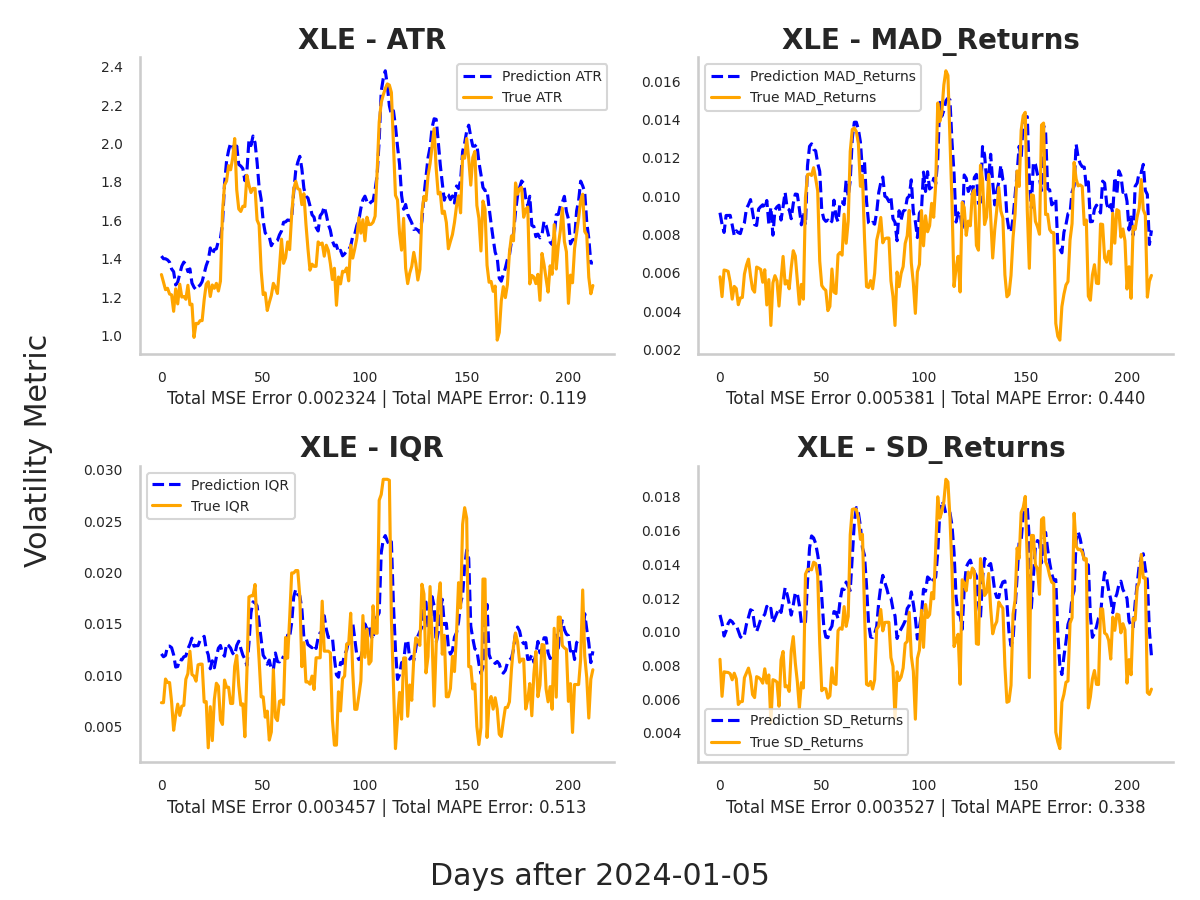 XLE - ATR
2.4
2.2
2.0
1.8
1.6
1.4
1.2
1.0
Prediction ATR
True ATR
0 50 100 150 200
Total MSE Error 0.002324 | Total MAPE Error: 0.119
XLE - MAD_Returns
0.016
0.014
0.012
0.010
0.008
0.006
0.004
0.002
Prediction MAD_Returns
True MAD_Returns
0 50 100 150 200
Total MSE Error 0.005381 | Total MAPE Error: 0.440
Volatility Metric
XLE - IQR
0.030
0.025
0.020
0.015
0.010
0.005
Prediction IQR
True IQR
0 50 100 150 200
Total MSE Error 0.003457 | Total MAPE Error: 0.513
XLE - SD_Returns
0.018
0.016
0.014
0.012
0.010
0.008
0.006
0.004
Prediction SD_Returns
True SD_Returns
0 50 100 150 200
Total MSE Error 0.003527 | Total MAPE Error: 0.338
Days after 2024-01-05